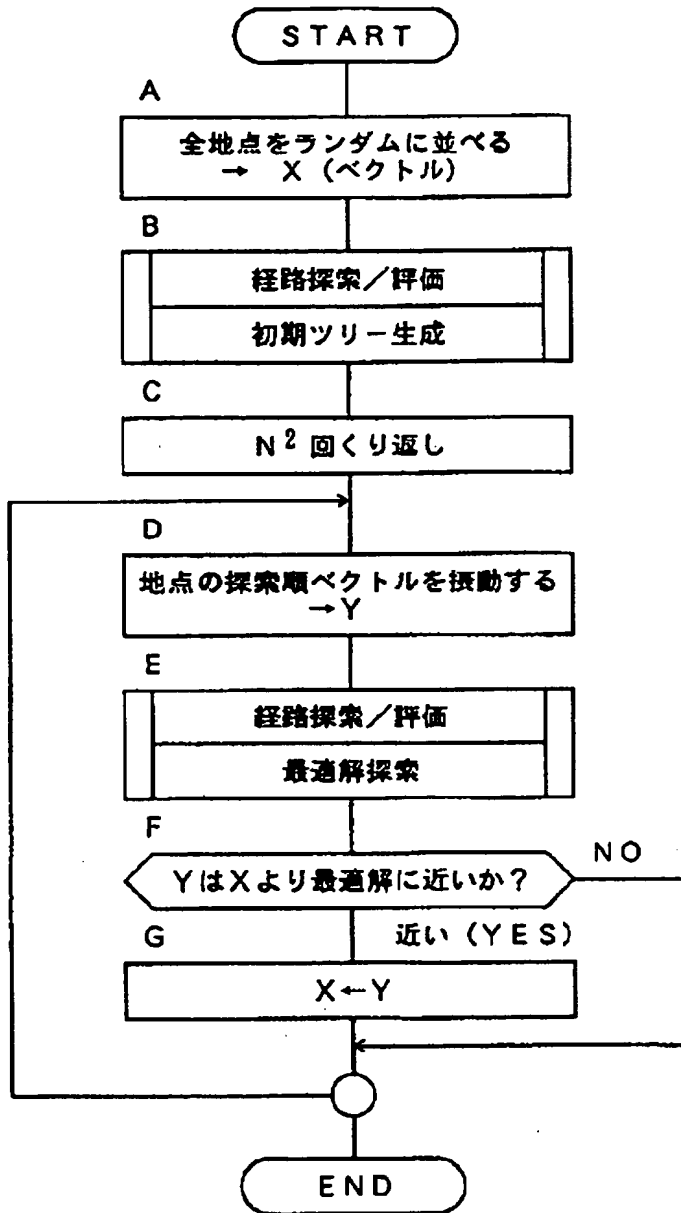 START
A
全地点をランダムに並べる
→ X (ベクトル)
B
経路探索/評価
初期ツリー生成
C
N² 回くり返し
D
地点の探索順ベクトルを摂動する
→Y
E
経路探索/評価
最適解探索
F
YはXより最適解に近いか?
NO
近い (YES)
G
X←Y
END